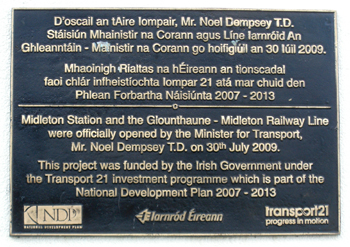 D'oscail an tAire Iompair, Mr. Noel Dempsey T.D.
Stáisiún Mhainistir na Corann agus Líne Iarnróid An
Ghleanntáin - Mainistir na Corann go hoifigiúil an 30 Iúil 2009.
Mhaoinigh Rialtas na hÉireann an tionscadal
faoi chlár infheistíochta Iompar 21 atá mar chuid den
Phlean Forbartha Náisiúnta 2007 - 2013
Midleton Station and the Glounthaune - Midleton Railway Line
were officially opened by the Minister for Transport,
Mr. Noel Dempsey T.D. on 30th July 2009.
This project was funded by the Irish Government under
the Transport 21 investment programme which is part of the
National Development Plan 2007 - 2013
NDP
NATIONAL DEVELOPMENT PLAN
Iarnród Éireann
transport21
progress in motion